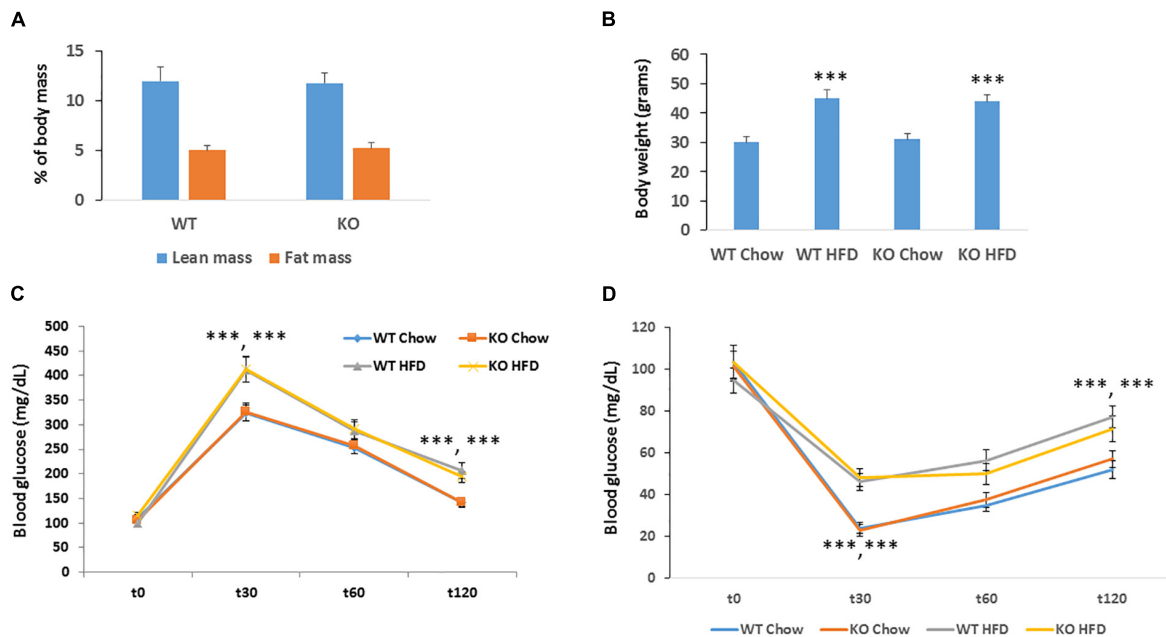 A
% of body mass
15
10
5
0
WT KO
Lean mass Fat mass
B
Body weight (grams)
60
50
40
30
20
10
0
*** ***
WT Chow WT HFD KO Chow KO HFD
C
Blood glucose (mg/dL)
500
450
400
350
300
250
200
150
100
50
0
***, ***
WT Chow KO Chow
WT HFD KO HFD
***, ***
t0 t30 t60 t120
D
Blood glucose (mg/dL)
120
100
80
60
40
20
0
***, ***
***,***
t0 t30 t60 t120
WT Chow KO Chow WT HFD KO HFD